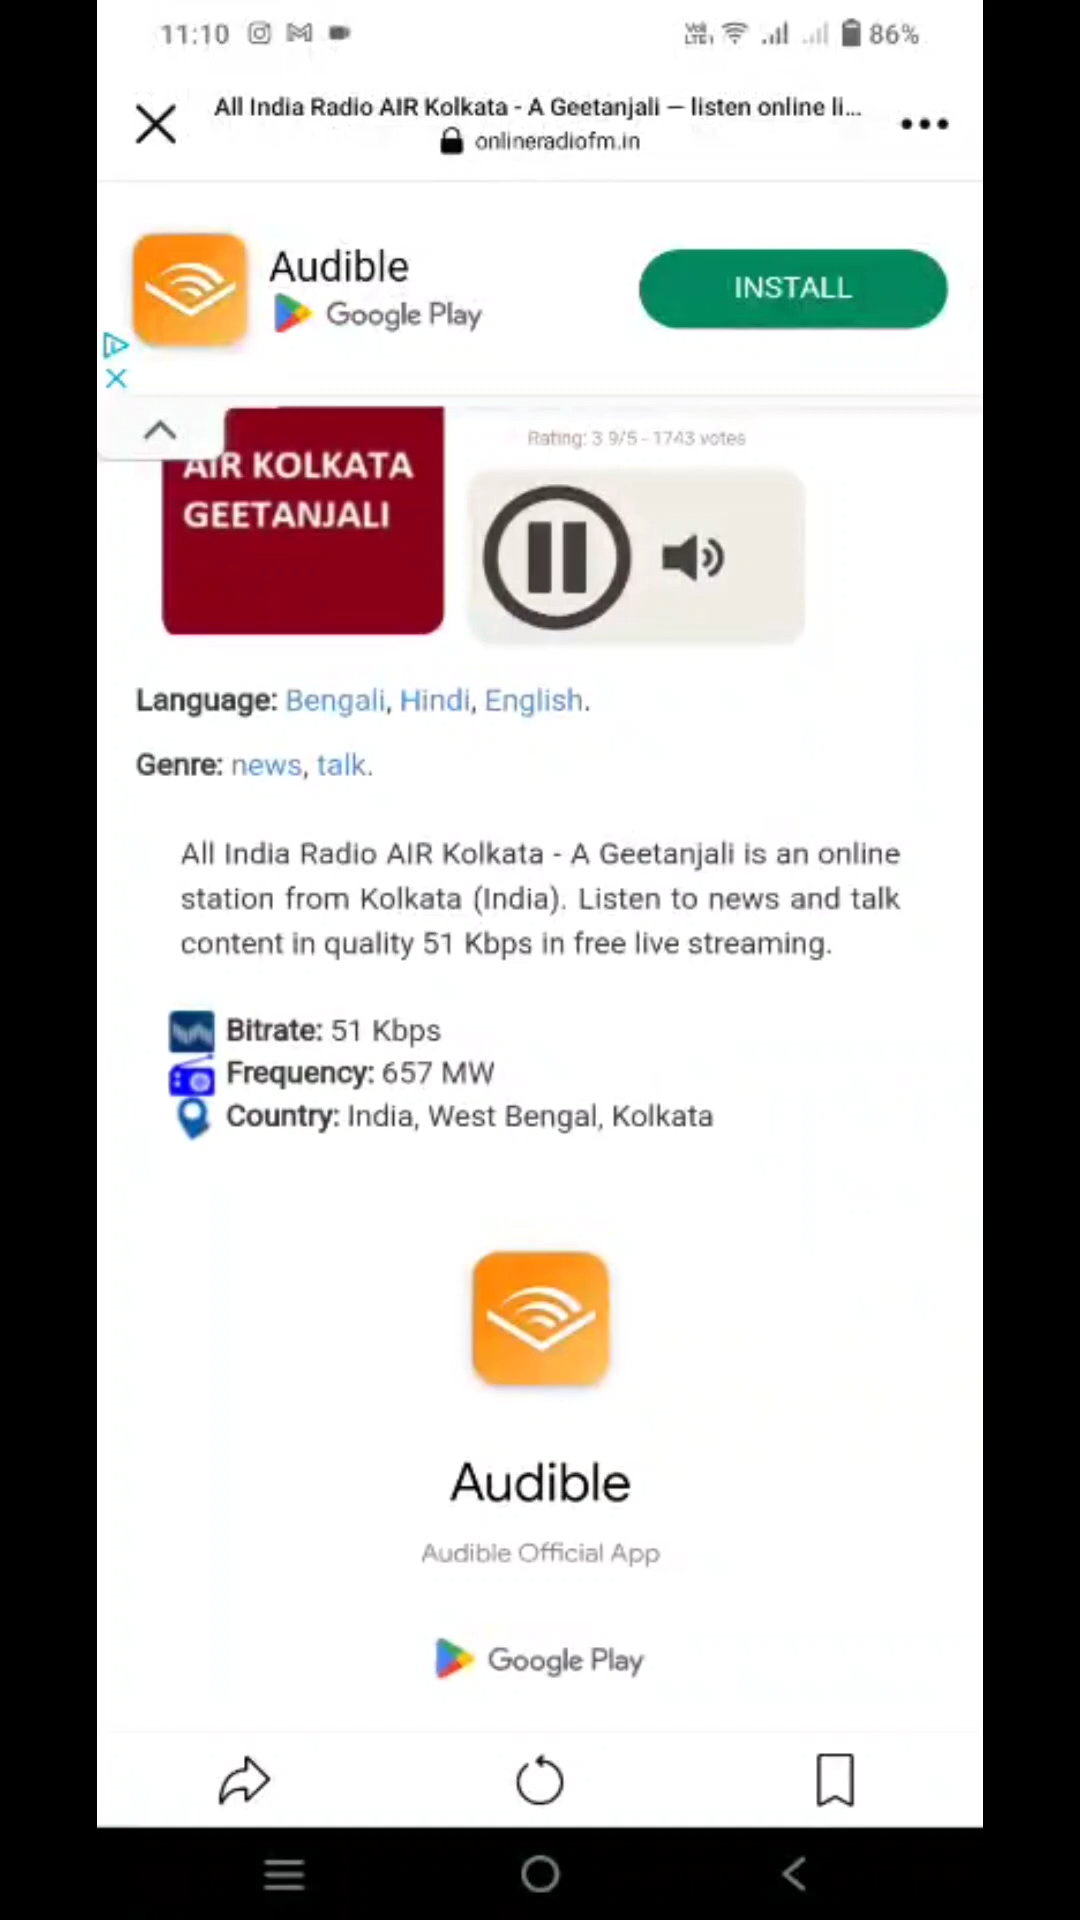 11:10
Vo) LTE1
86%
All India Radio AIR Kolkata - A Geetanjali — listen online li...
onlineradiofm.in
Audible
Google Play
INSTALL
AIR KOLKATA
GEETANJALI
Rating: 3.9/5 - 1743 votes
Language: Bengali, Hindi, English.
Genre: news, talk.
All India Radio AIR Kolkata - A Geetanjali is an online
station from Kolkata (India). Listen to news and talk
content in quality 51 Kbps in free live streaming.
Bitrate: 51 Kbps
Frequency: 657 MW
Country: India, West Bengal, Kolkata
Audible
Audible Official App
Google Play